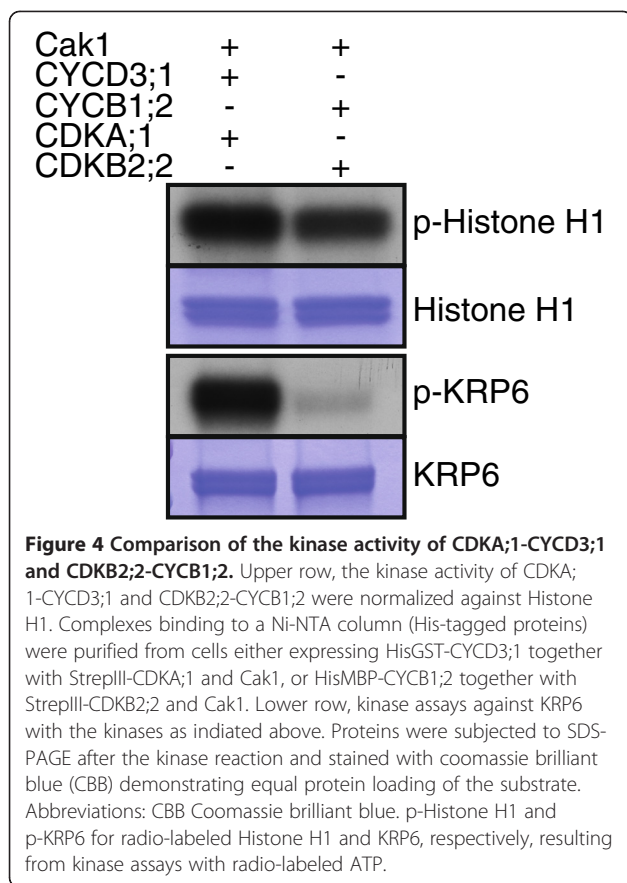 Cak1 + +
CYCD3;1 + -
CYCB1;2 - +
CDKA;1 + -
CDKB2;2 - +
p-Histone H1
Histone H1
p-KRP6
KRP6
Figure 4 Comparison of the kinase activity of CDKA;1-CYCD3;1
and CDKB2;2-CYCB1;2. Upper row, the kinase activity of CDKA;
1-CYCD3;1 and CDKB2;2-CYCB1;2 were normalized against Histone
H1. Complexes binding to a Ni-NTA column (His-tagged proteins)
were purified from cells either expressing HisGST-CYCD3;1 together
with StrepIII-CDKA;1 and Cak1, or HisMBP-CYCB1;2 together with
StrepIII-CDKB2;2 and Cak1. Lower row, kinase assays against KRP6
with the kinases as indiated above. Proteins were subjected to SDS-
PAGE after the kinase reaction and stained with coomassie brilliant
blue (CBB) demonstrating equal protein loading of the substrate.
Abbreviations: CBB Coomassie brilliant blue. p-Histone H1 and
p-KRP6 for radio-labeled Histone H1 and KRP6, respectively, resulting
from kinase assays with radio-labeled ATP.